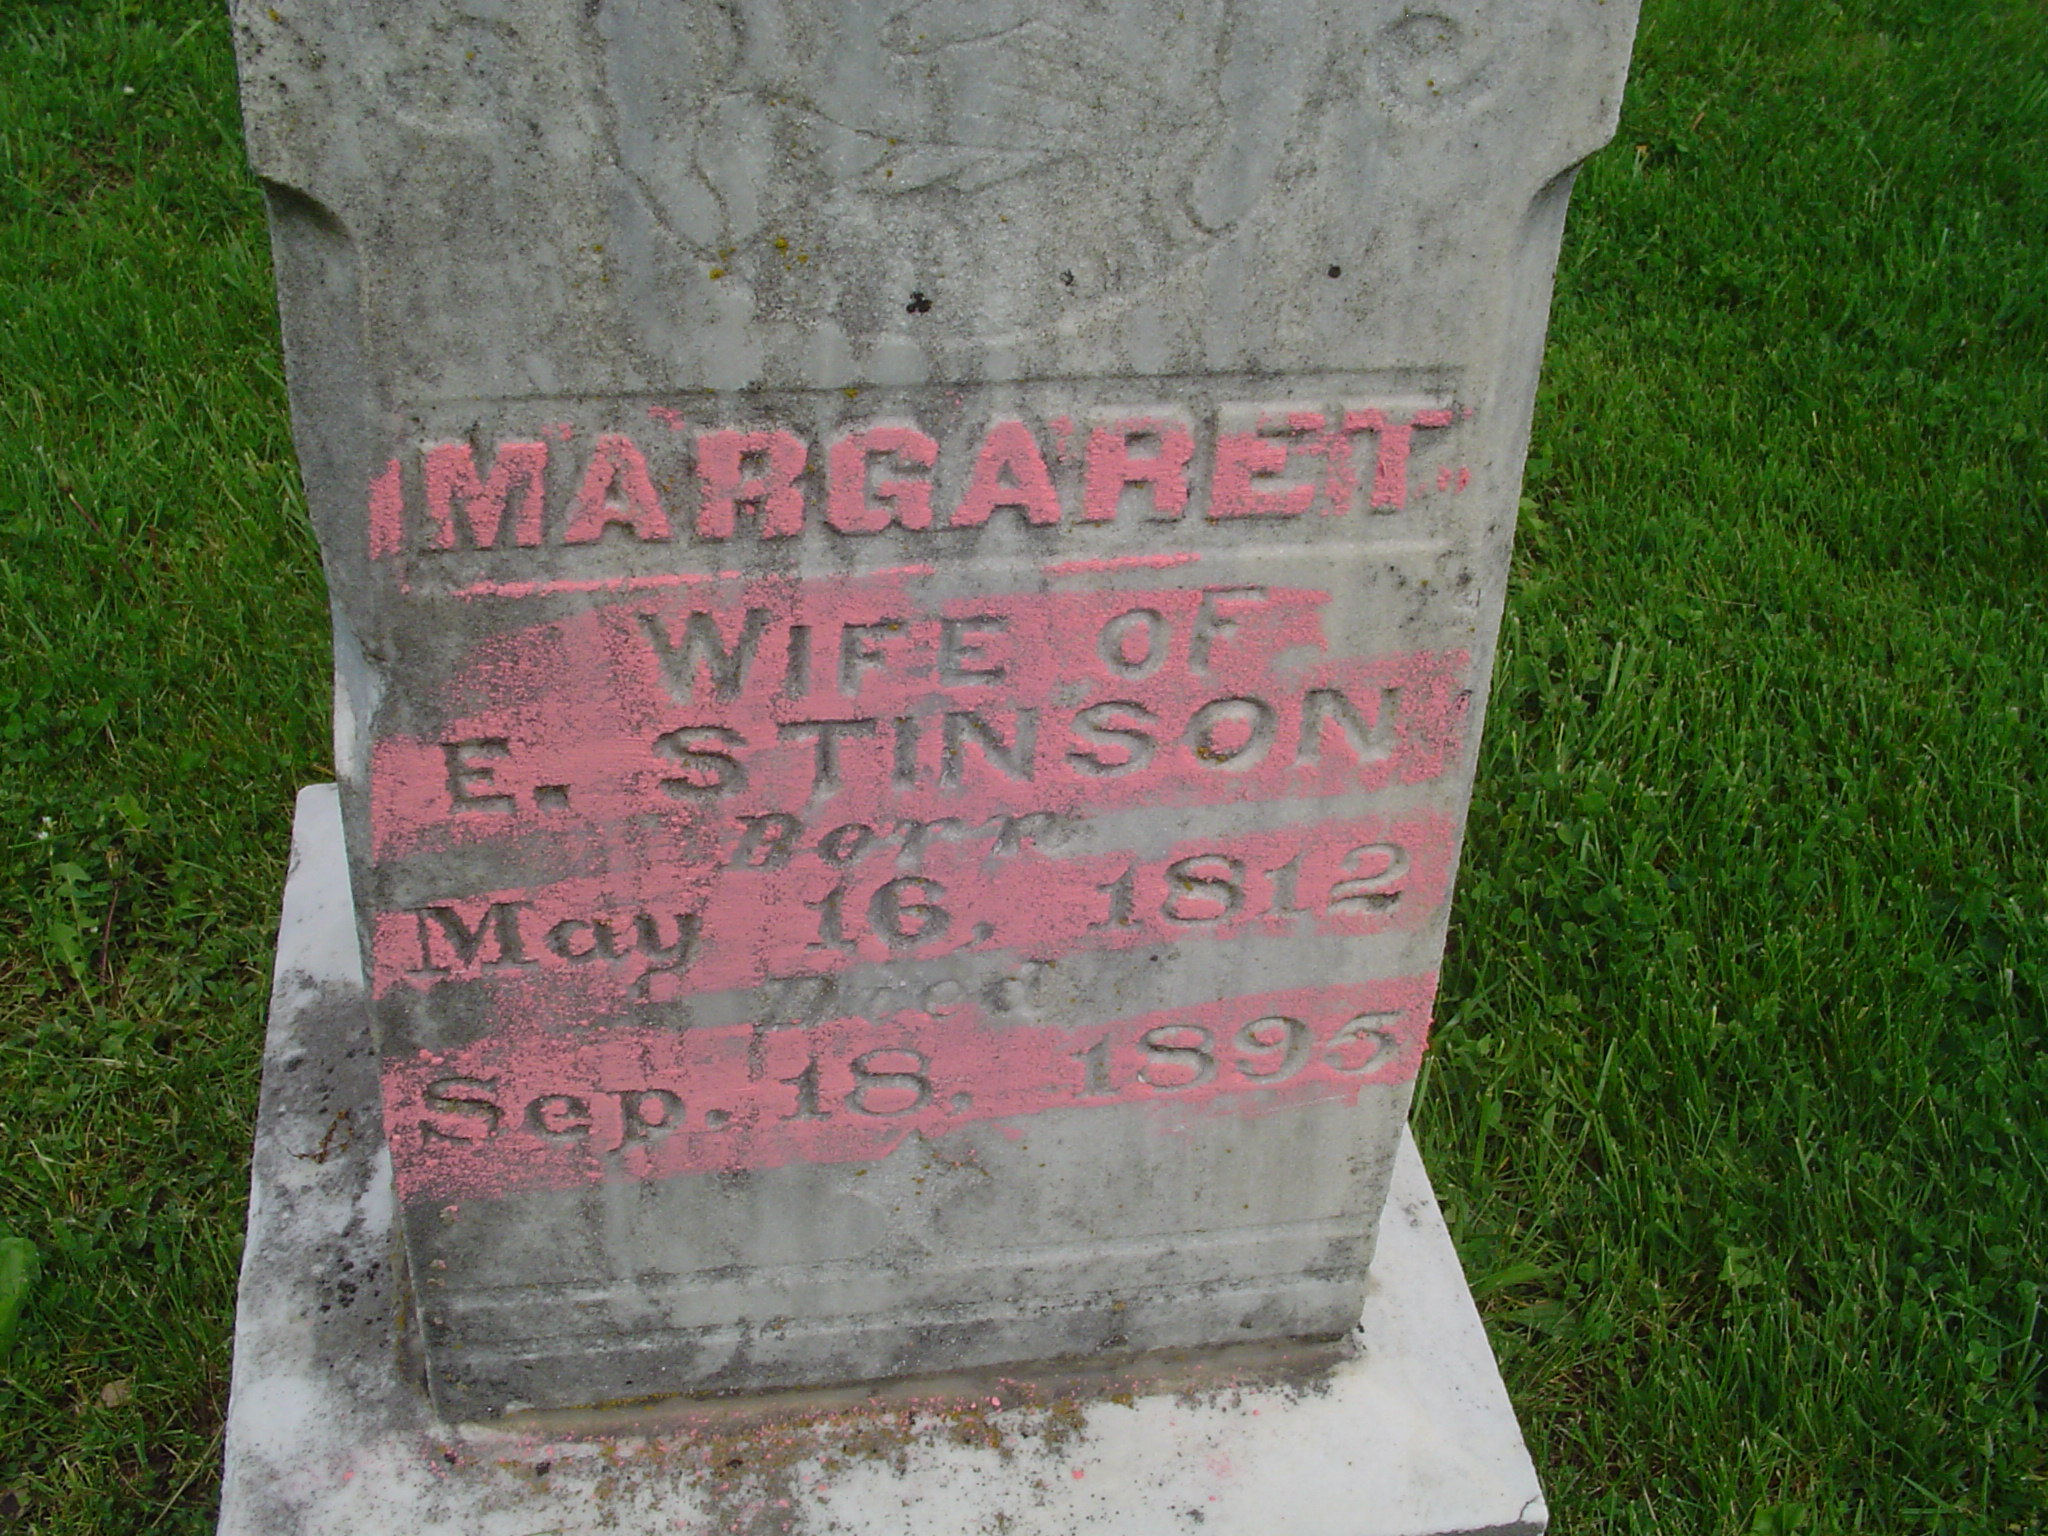 MARGARET.
WIFE OF
E. STINSON
Born
May 16, 1812
Died
Sep. 18, 1895